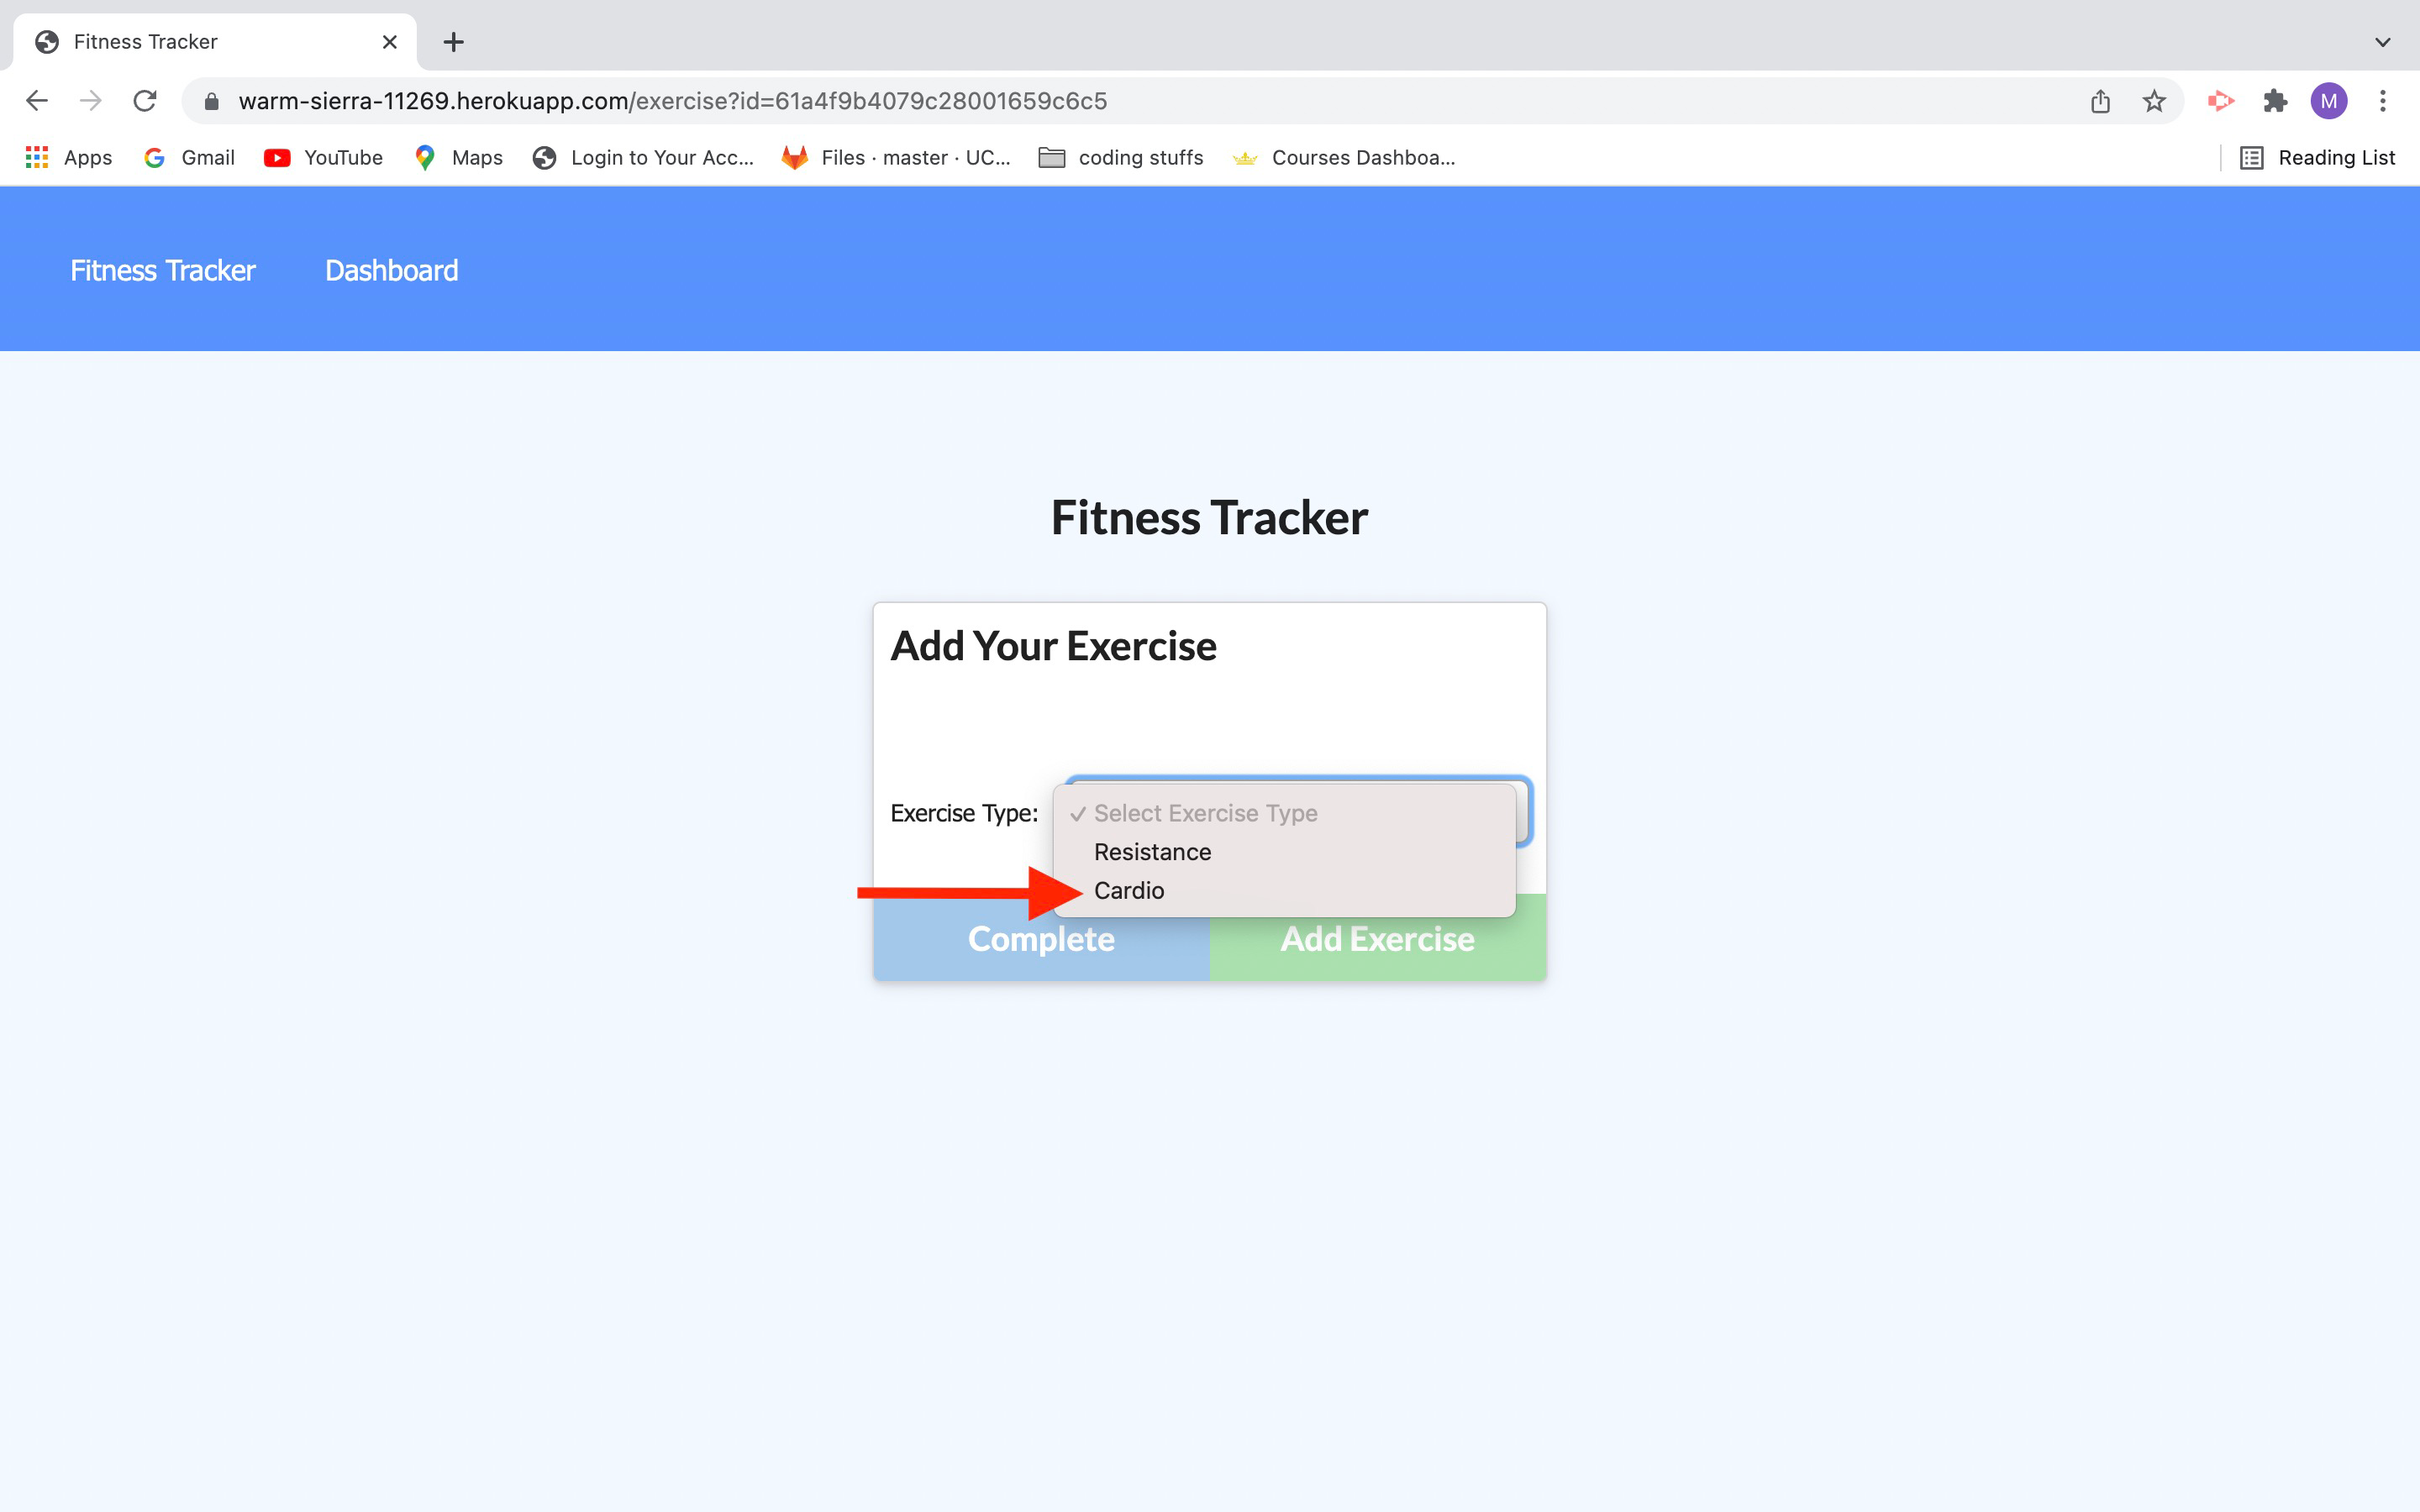 Fitness Tracker
warm-sierra-11269.herokuapp.com/exercise?id=61a4f9b4079c28001659c6c5
M
Apps Gmail YouTube Maps Login to Your Acc... Files · master · UC... coding stuffs Courses Dashboa... Reading List
Fitness Tracker Dashboard
Fitness Tracker
Add Your Exercise
Exercise Type: ✓ Select Exercise Type
Resistance
Cardio
Complete Add Exercise